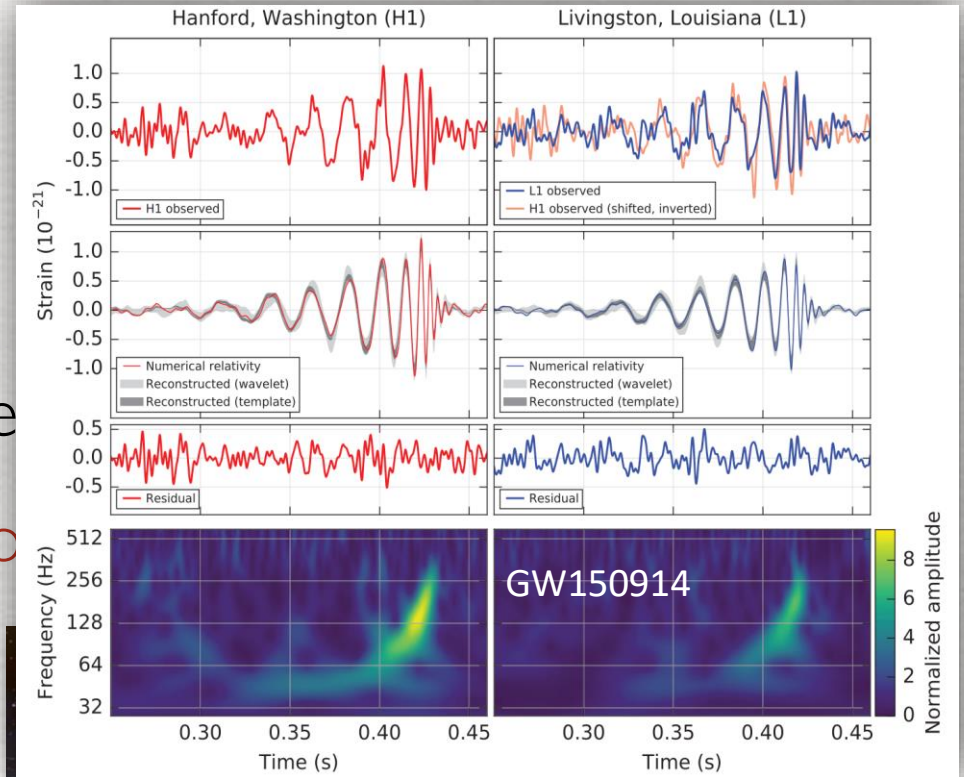 Hanford, Washington (H1)
Livingston, Louisiana (L1)
Strain (10⁻²¹)
1.0
0.5
0.0
-0.5
-1.0
H1 observed
L1 observed
H1 observed (shifted, inverted)
1.0
0.5
0.0
-0.5
-1.0
Numerical relativity
Reconstructed (wavelet)
Reconstructed (template)
Numerical relativity
Reconstructed (wavelet)
Reconstructed (template)
e
0.5
0.0
-0.5
Residual
Residual
Frequency (Hz)
512
256
128
64
32
GW150914
Normalized amplitude
8
6
4
2
0
0.30
0.35
0.40
0.45
0.30
0.35
0.40
0.45
Time (s)
Time (s)